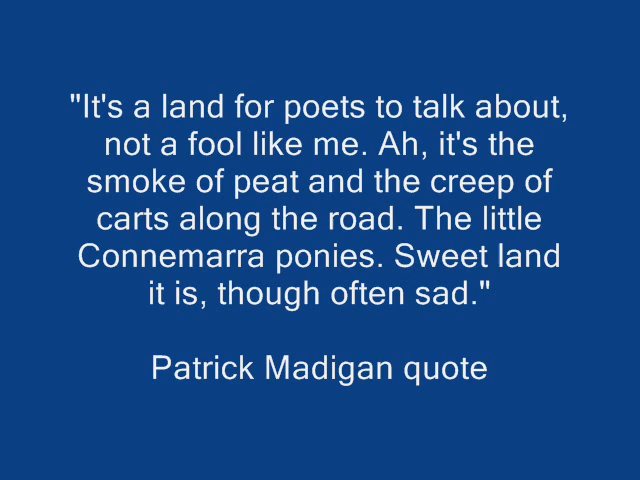 "It's a land for poets to talk about,
not a fool like me. Ah, it's the
smoke of peat and the creep of
carts along the road. The little
Connemarra ponies. Sweet land
it is, though often sad."
Patrick Madigan quote